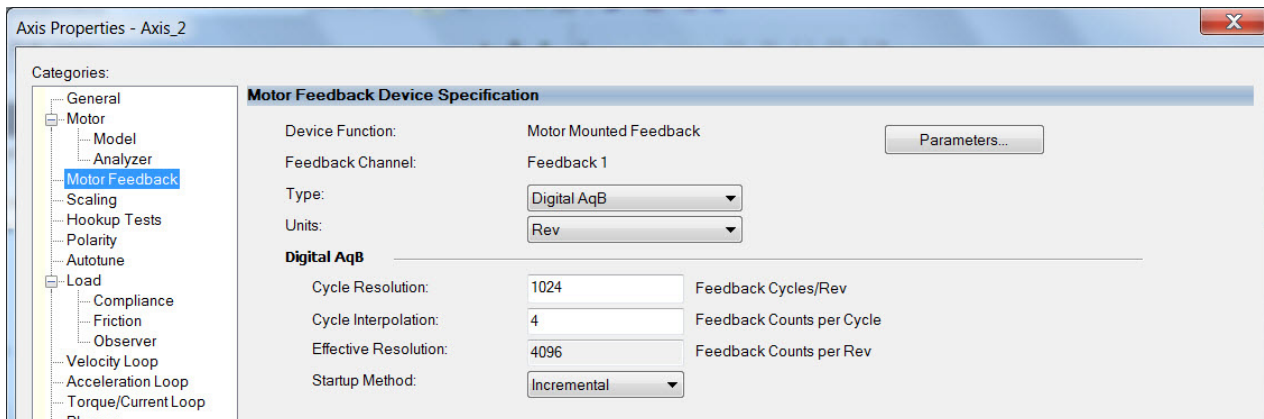 Axis Properties - Axis_2
X
Categories:
General
Motor
Model
Analyzer
Motor Feedback
Scaling
Hookup Tests
Polarity
Autotune
Load
Compliance
Friction
Observer
Velocity Loop
Acceleration Loop
Torque/Current Loop
Motor Feedback Device Specification
Device Function: Motor Mounted Feedback Parameters...
Feedback Channel: Feedback 1
Type: Digital AqB
Units: Rev
Digital AqB
Cycle Resolution: 1024 Feedback Cycles/Rev
Cycle Interpolation: 4 Feedback Counts per Cycle
Effective Resolution: 4096 Feedback Counts per Rev
Startup Method: Incremental